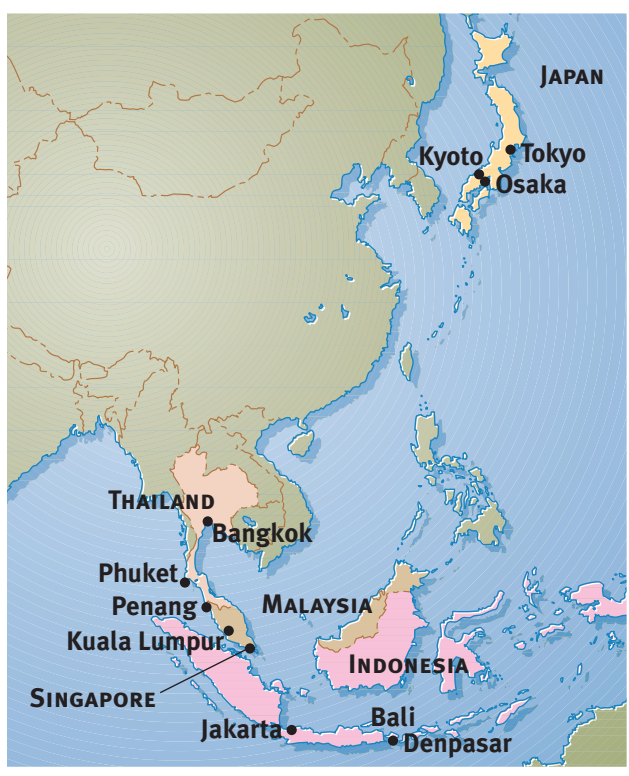 JAPAN
Kyoto
Tokyo
Osaka
THAILAND
Bangkok
Phuket
Penang
MALAYSIA
Kuala Lumpur
INDONESIA
SINGAPORE
Bali
Jakarta
Denpasar